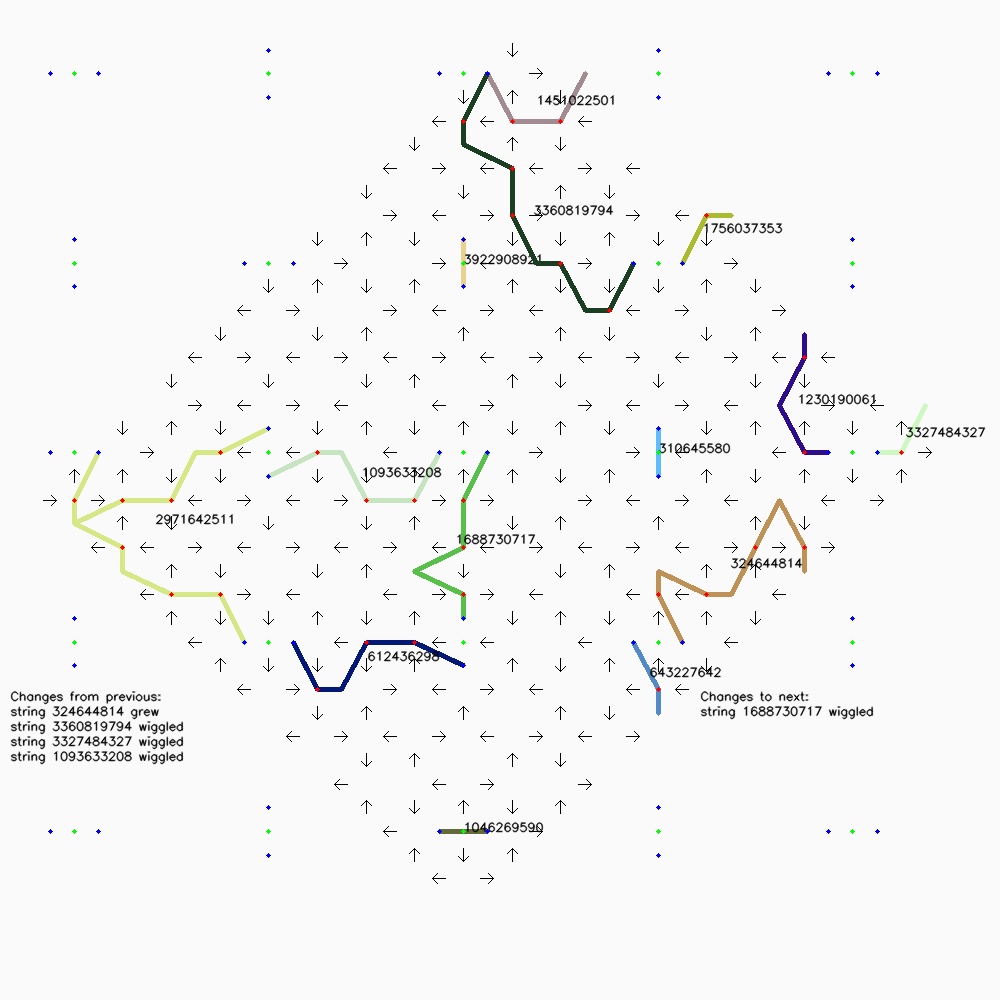 1451022501
3360819794
1756037353
3922908921
1230190061
3327484327
310645580
1093633208
2971642511
1688730717
324644814
612436298
643227642
Changes from previous:
string 324644814 grew
string 3360819794 wiggled
string 3327484327 wiggled
string 1093633208 wiggled
Changes to next:
string 1688730717 wiggled
1046269590